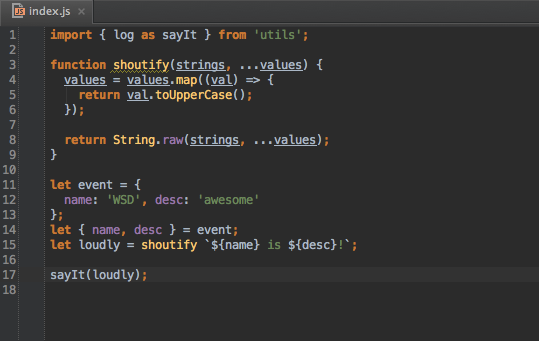 index.js
1 import { log as sayIt } from 'utils';
2
3 function shoutify(strings, ...values) {
4   values = values.map((val) => {
5     return val.toUpperCase();
6   });
7
8   return String.raw(strings, ...values);
9 }
10
11 let event = {
12   name: 'WSD', desc: 'awesome'
13 };
14 let { name, desc } = event;
15 let loudly = shoutify `${name} is ${desc}!`;
16
17 sayIt(loudly);
18